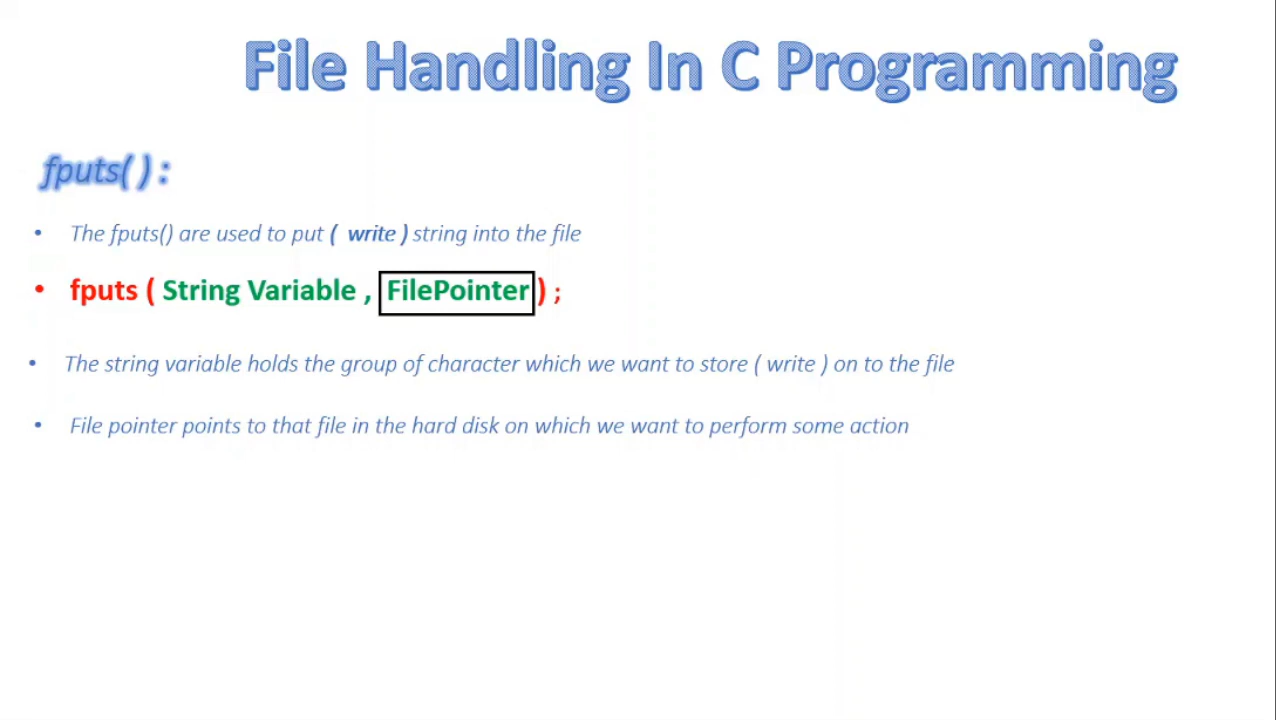 File Handling In C Programming
fputs( ) :
• The fputs() are used to put ( write ) string into the file
• fputs ( String Variable , FilePointer ) ;
• The string variable holds the group of character which we want to store ( write ) on to the file
• File pointer points to that file in the hard disk on which we want to perform some action